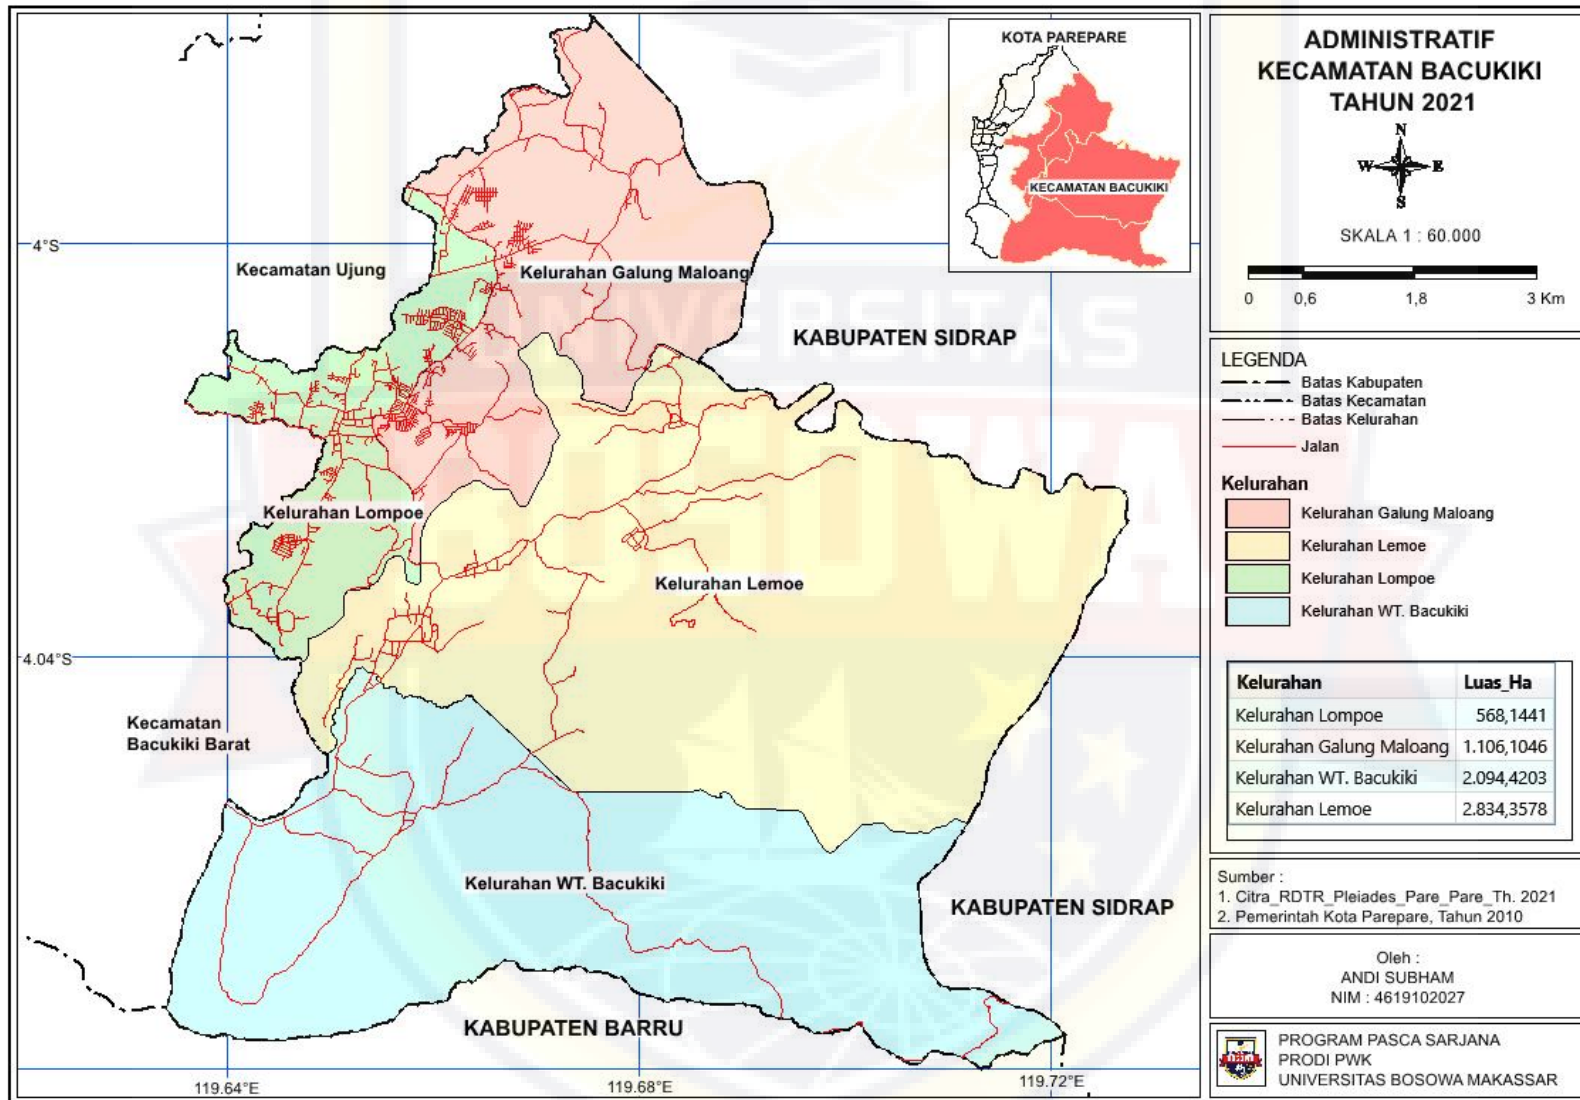 KOTA PAREPARE
KECAMATAN BACUKIKI
4°S
Kecamatan Ujung
Kelurahan Galung Maloang
KABUPATEN SIDRAP
Kelurahan Lompoe
Kelurahan Lemoe
4.04°S
Kecamatan
Bacukiki Barat
Kelurahan WT. Bacukiki
KABUPATEN SIDRAP
KABUPATEN BARRU
119.64°E
119.68°E
119.72°E
UNIVERSITAS
BOSOWA
ADMINISTRATIF
KECAMATAN BACUKIKI
TAHUN 2021
N
W E
S
SKALA 1 : 60.000
0 0,6 1,8 3 Km
LEGENDA
Batas Kabupaten
Batas Kecamatan
Batas Kelurahan
Jalan
Kelurahan
Kelurahan Galung Maloang
Kelurahan Lemoe
Kelurahan Lompoe
Kelurahan WT. Bacukiki
Kelurahan Luas_Ha
Kelurahan Lompoe 568,1441
Kelurahan Galung Maloang 1.106,1046
Kelurahan WT. Bacukiki 2.094,4203
Kelurahan Lemoe 2.834,3578
Sumber :
1. Citra_RDTR_Pleiades_Pare_Pare_Th. 2021
2. Pemerintah Kota Parepare, Tahun 2010
Oleh :
ANDI SUBHAM
NIM : 4619102027
PROGRAM PASCA SARJANA
PRODI PWK
UNIVERSITAS BOSOWA MAKASSAR